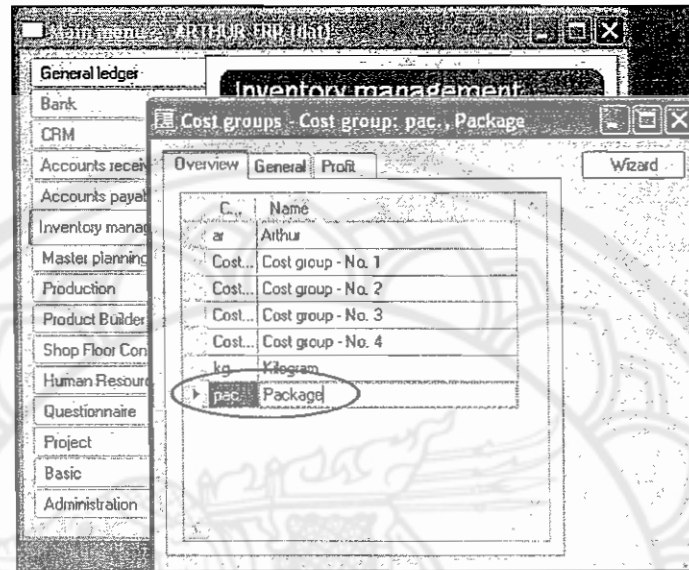 Main menu - ARTHUR ERP (dat)
General ledger
Bank
CRM
Accounts receiv
Accounts payab
Inventory manag
Master planning
Production
Product Builder
Shop Floor Con
Human Resourc
Questionnaire
Project
Basic
Administration
Inventory management
Cost groups - Cost group: pac., Package
Overview General Profit
Wizard
C... Name
ar Arthur
Cost... Cost group - No. 1
Cost... Cost group - No. 2
Cost... Cost group - No. 3
Cost... Cost group - No. 4
kg Kilogram
pac. Package